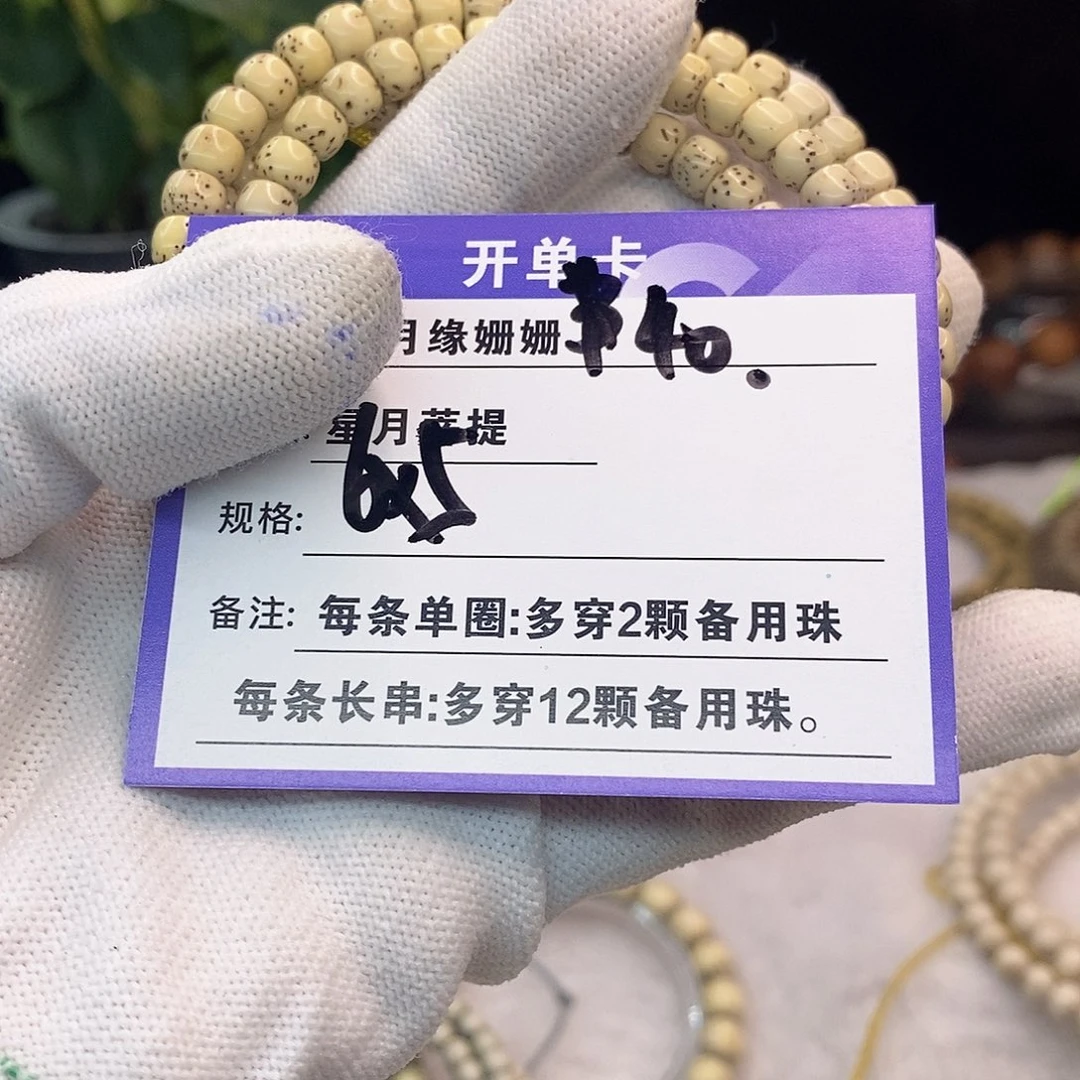 开单卡
月缘姗姗 ¥40.
星月菩提
规格: 6x5
备注: 每条单圈:多穿2颗备用珠
每条长串:多穿12颗备用珠。